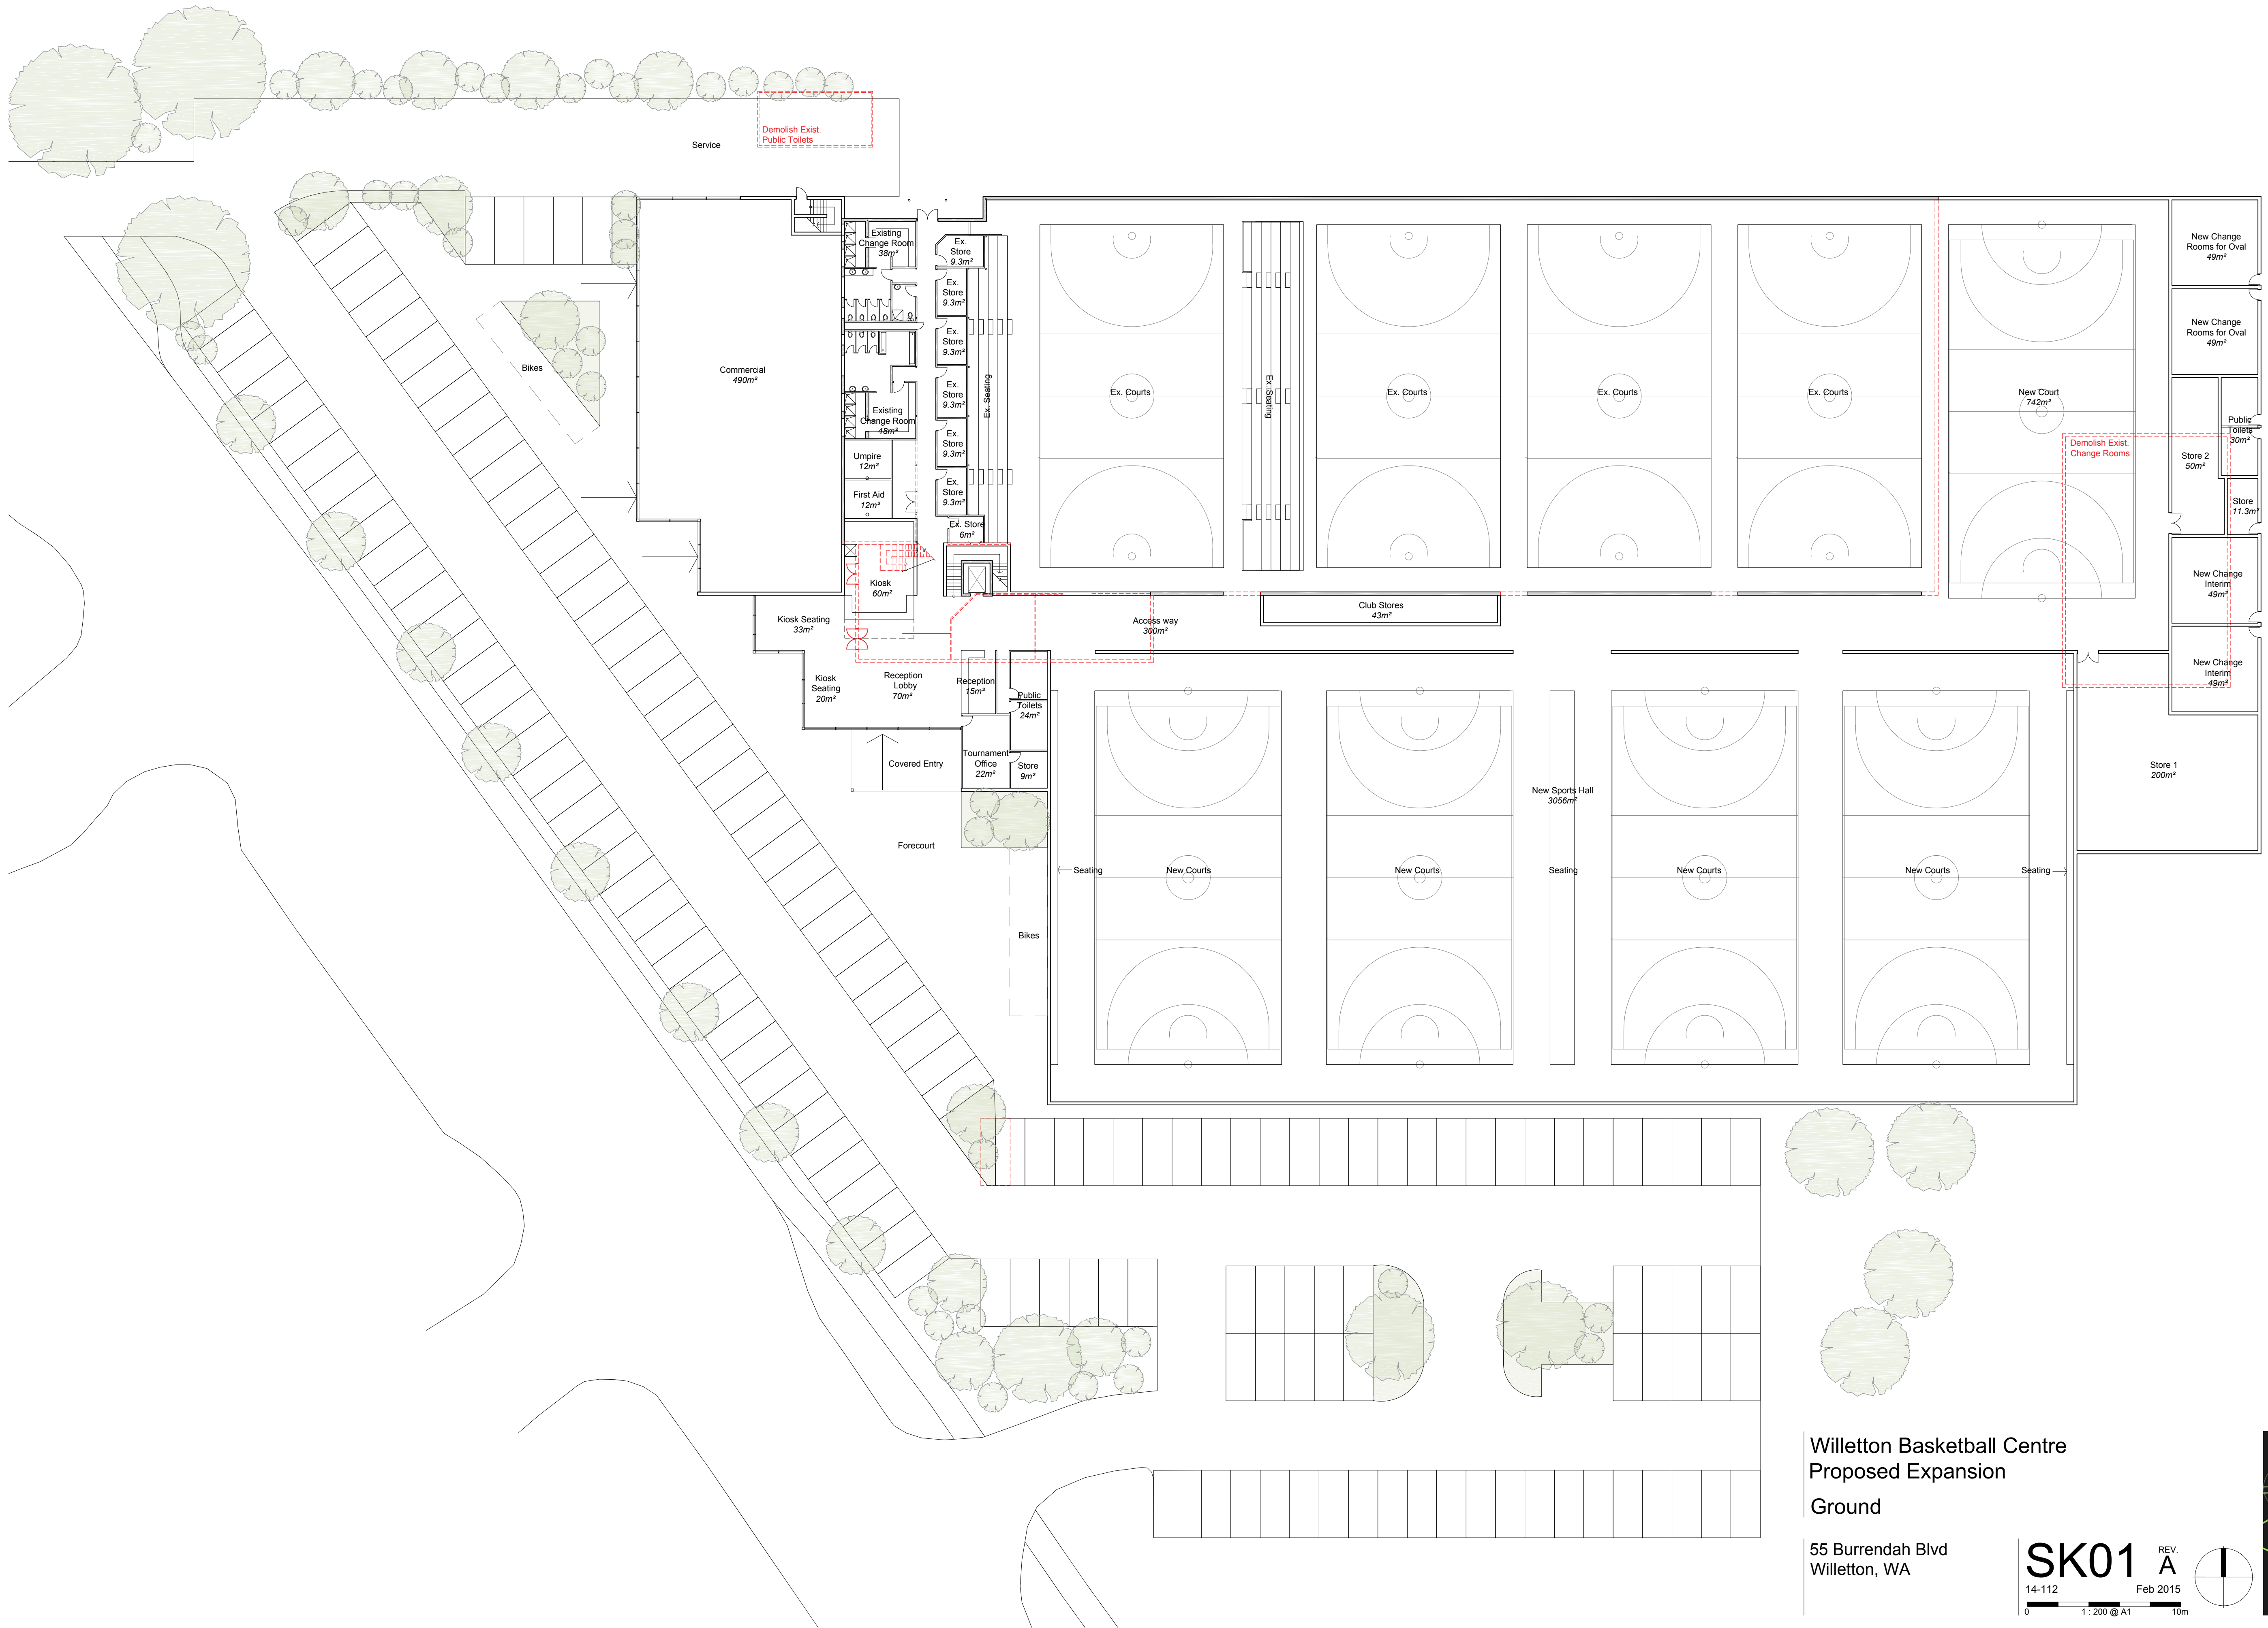 Demolish Exist.
Public Toilets
Service
Existing
Change Room
38m²
Ex.
Store
9.3m²
Ex.
Store
9.3m²
Ex.
Store
9.3m²
Ex.
Store
9.3m²
Ex.
Store
9.3m²
Ex.
Store
9.3m²
Ex. Store
6m²
Ex. Seating
Ex. Seating
Bikes
Commercial
490m²
Existing
Change Room
48m²
Umpire
12m²
First Aid
12m²
Ex. Courts
Ex. Courts
Ex. Courts
Ex. Courts
New Court
742m²
New Change
Rooms for Oval
49m²
New Change
Rooms for Oval
49m²
Public
Toilets
30m²
Demolish Exist.
Change Rooms
Store 2
50m²
Store
11.3m²
New Change
Interim
49m²
New Change
Interim
49m²
Kiosk
60m²
Kiosk Seating
33m²
Access way
300m²
Club Stores
43m²
Kiosk
Seating
20m²
Reception
Lobby
70m²
Reception
15m²
Public
Toilets
24m²
Tournament
Office
22m²
Store
9m²
Covered Entry
Store 1
200m²
New Sports Hall
3056m²
Forecourt
Seating
New Courts
New Courts
Seating
New Courts
New Courts
Seating
Bikes
Willetton Basketball Centre
Proposed Expansion
Ground
55 Burrendah Blvd
Willetton, WA
SK01
REV.
A
14-112
Feb 2015
0
1 : 200 @ A1
10m